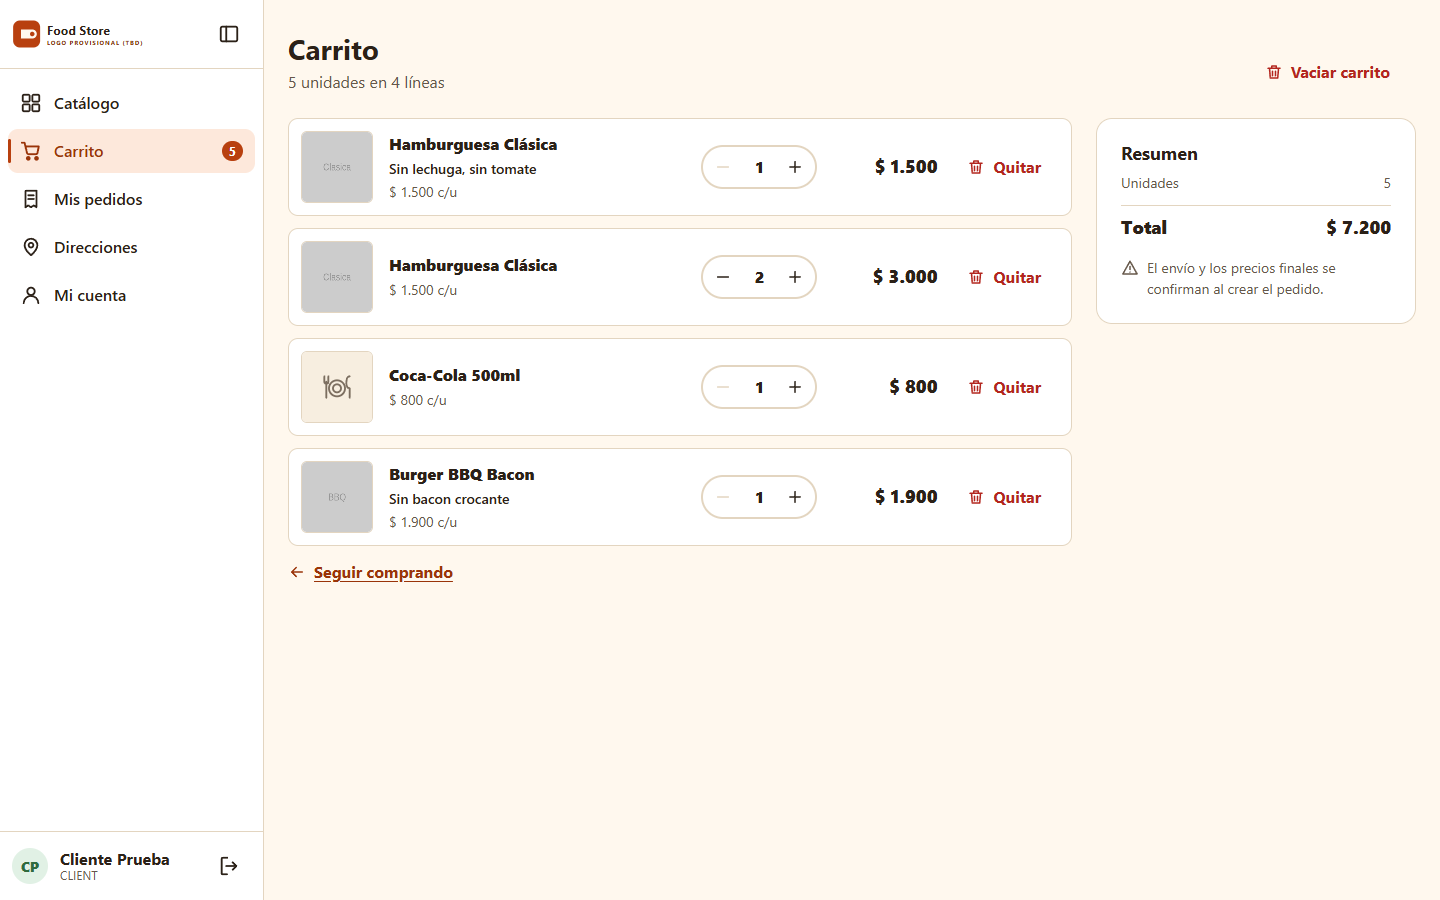 Food Store
LOGO PROVISIONAL (TBD)
Catálogo
Carrito
5
Mis pedidos
Direcciones
Mi cuenta
Cliente Prueba
CP
CLIENT
Carrito
5 unidades en 4 líneas
Vaciar carrito
Clasica
Hamburguesa Clásica
Sin lechuga, sin tomate
$ 1.500 c/u
1
$ 1.500
Quitar
Clasica
Hamburguesa Clásica
$ 1.500 c/u
2
$ 3.000
Quitar
Coca-Cola 500ml
$ 800 c/u
1
$ 800
Quitar
BBQ
Burger BBQ Bacon
Sin bacon crocante
$ 1.900 c/u
1
$ 1.900
Quitar
Seguir comprando
Resumen
Unidades 5
Total $ 7.200
El envío y los precios finales se
confirman al crear el pedido.